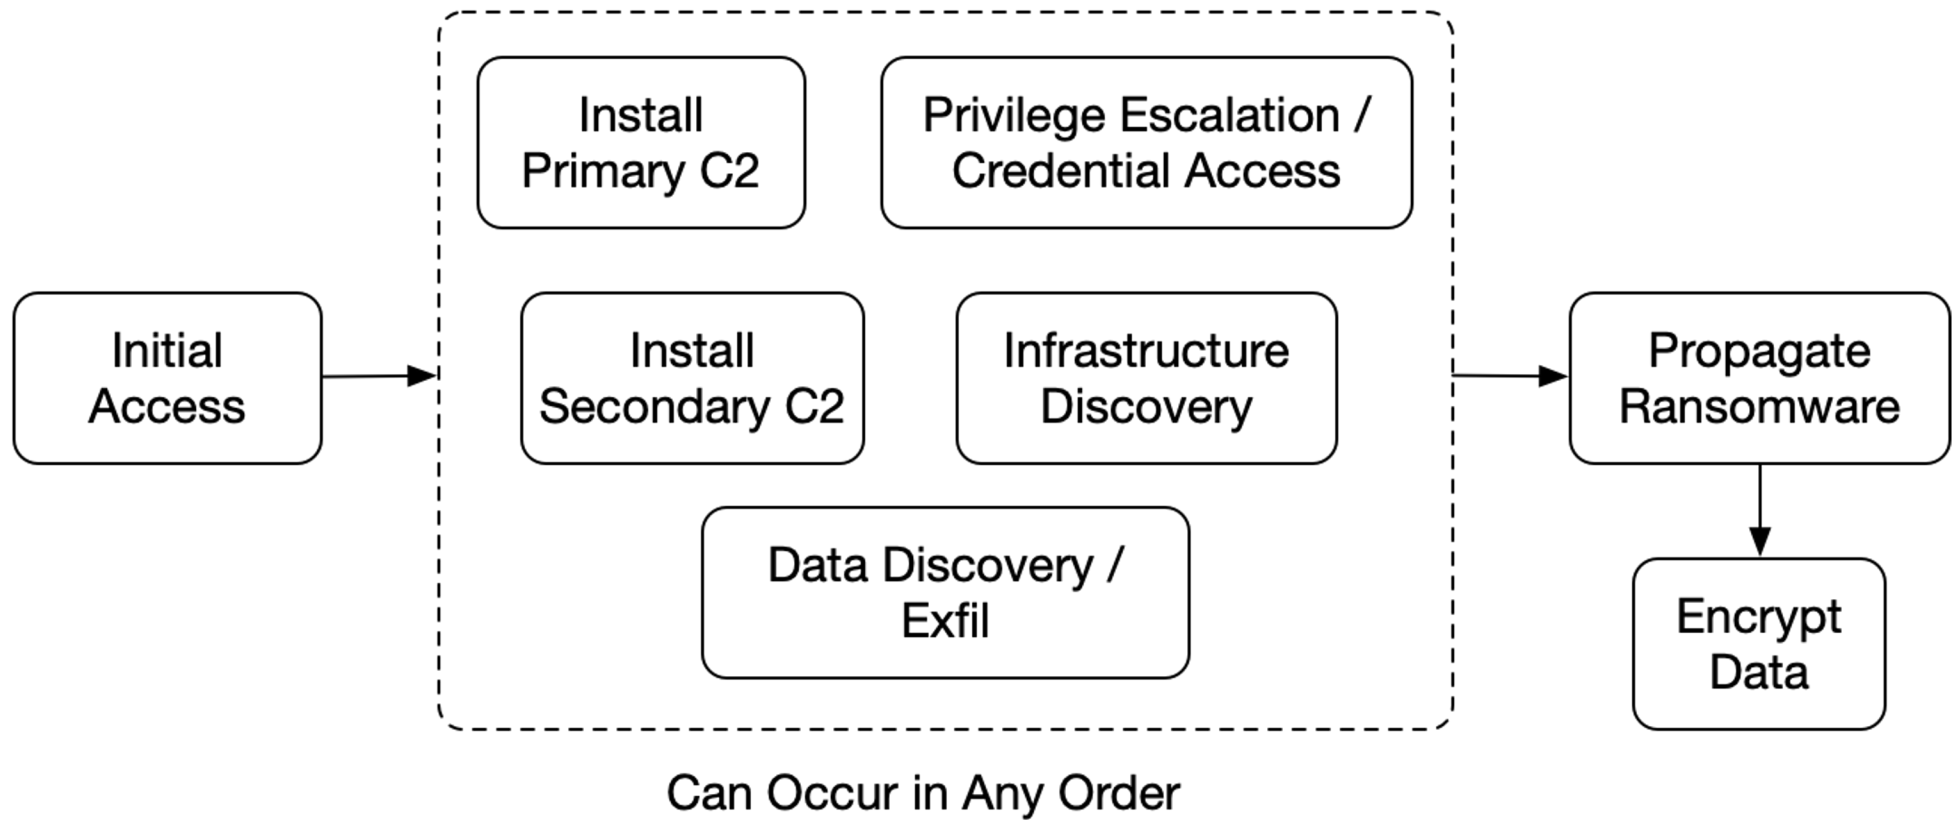 Install
Primary C2
Privilege Escalation /
Credential Access
Initial
Access
Install
Secondary C2
Infrastructure
Discovery
Propagate
Ransomware
Data Discovery /
Exfil
Encrypt
Data
Can Occur in Any Order